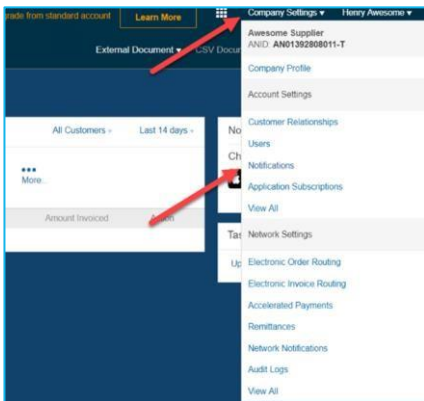 grade from standard account
Learn More
Company Settings ▾
Henry Awesome ▾
External Document ▾
CSV Docu
Awesome Supplier
ANID: AN01392808011-T
Company Profile
Account Settings
All Customers
Last 14 days
No
Customer Relationships
Users
Ch
Notifications
More...
Application Subscriptions
View All
Amount Invoiced
Action
Tas
Network Settings
Up
Electronic Order Routing
Electronic Invoice Routing
Accelerated Payments
Remittances
Network Notifications
Audit Logs
View All